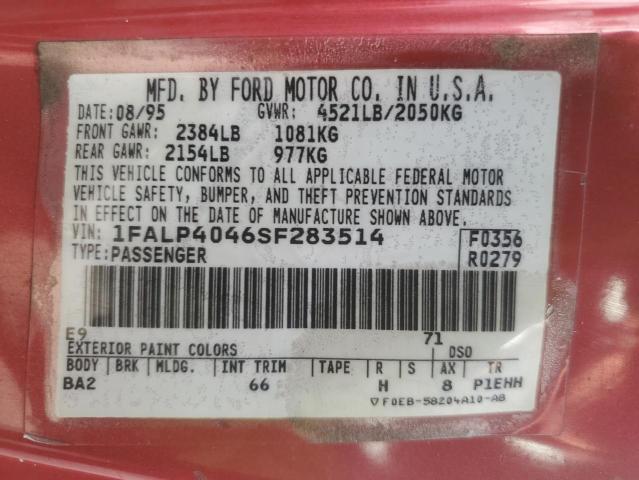 MFD. BY FORD MOTOR CO. IN U.S.A.
DATE: 08/95 GVWR: 4521LB/2050KG
FRONT GAWR: 2384LB 1081KG
REAR GAWR: 2154LB 977KG
THIS VEHICLE CONFORMS TO ALL APPLICABLE FEDERAL MOTOR
VEHICLE SAFETY, BUMPER, AND THEFT PREVENTION STANDARDS
IN EFFECT ON THE DATE OF MANUFACTURE SHOWN ABOVE.
VIN: 1FALP4046SF283514 F0356
TYPE: PASSENGER R0279
E9 71
EXTERIOR PAINT COLORS DSO
BODY BRK MLDG. INT TRIM TAPE R S AX TR
BA2 66 H 8 P1EHH
▽F0EB-58204A10-AB